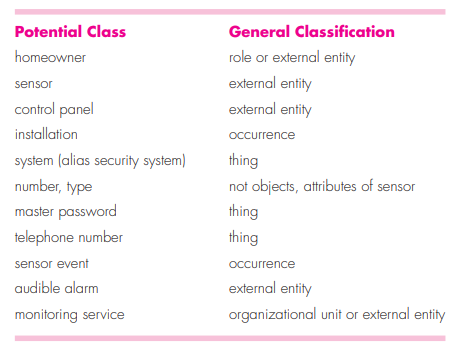 Potential Class General Classification
homeowner role or external entity
sensor external entity
control panel external entity
installation occurrence
system (alias security system) thing
number, type not objects, attributes of sensor
master password thing
telephone number thing
sensor event occurrence
audible alarm external entity
monitoring service organizational unit or external entity